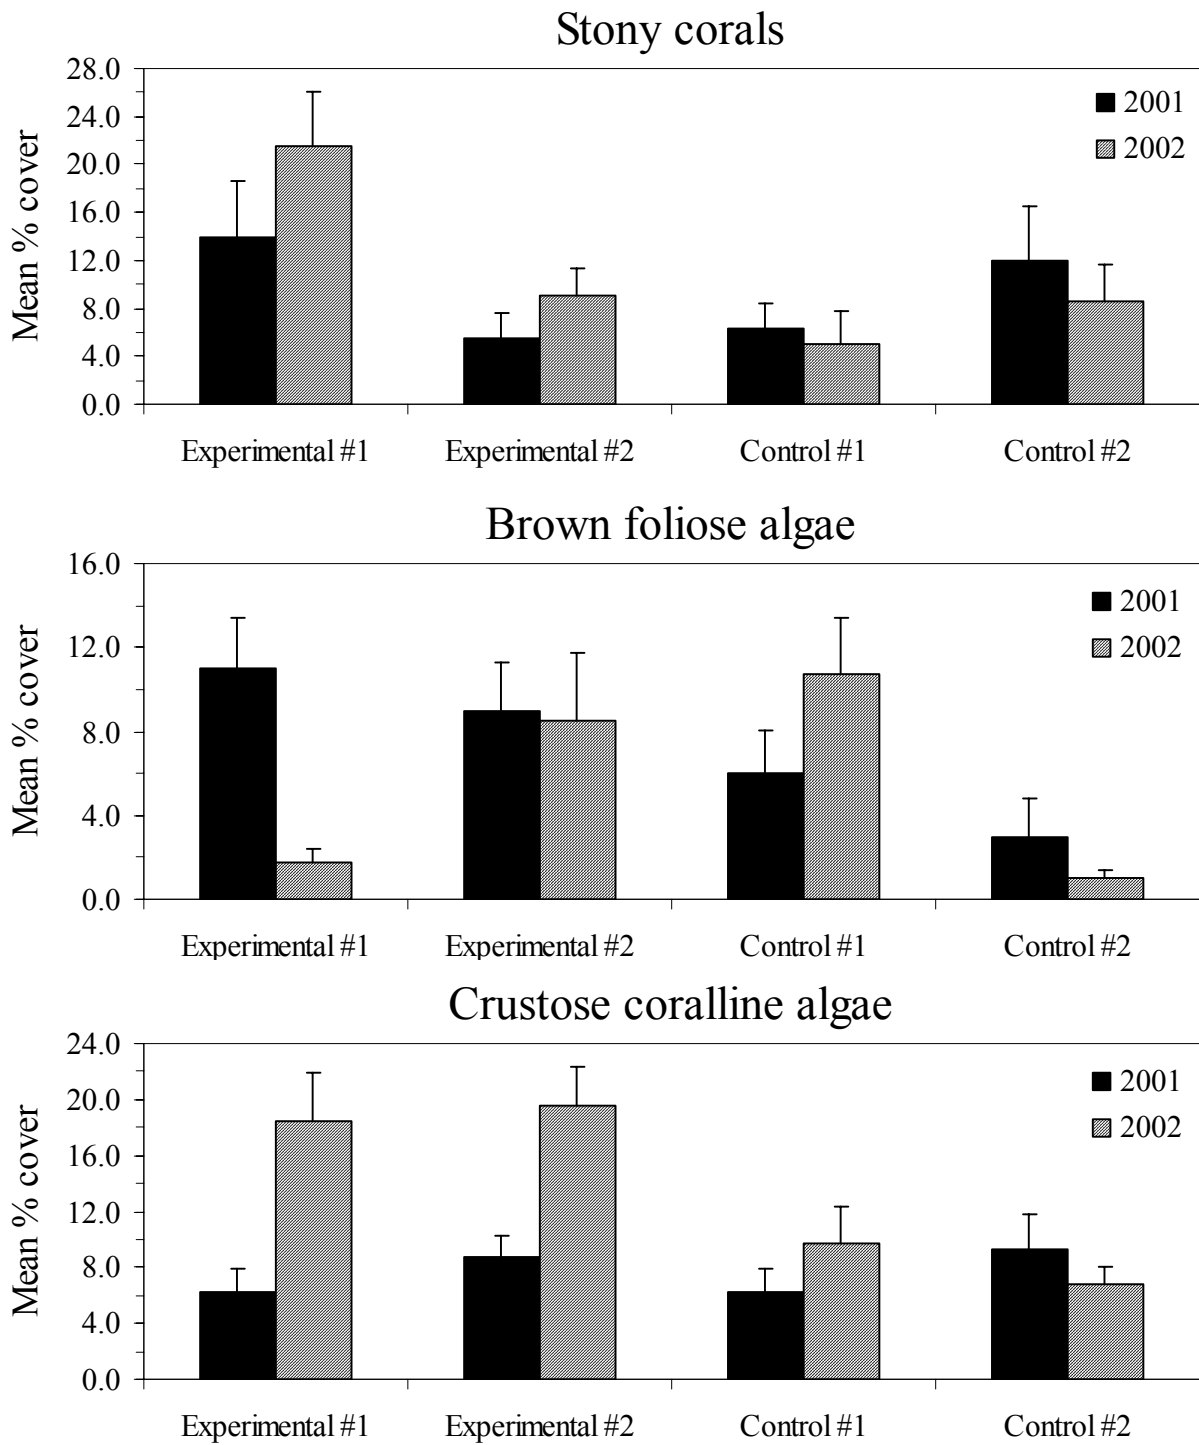 Stony corals
Mean % cover
28.0
24.0
20.0
16.0
12.0
8.0
4.0
0.0
2001
2002
Experimental #1 Experimental #2 Control #1 Control #2
Brown foliose algae
Mean % cover
16.0
12.0
8.0
4.0
0.0
2001
2002
Experimental #1 Experimental #2 Control #1 Control #2
Crustose coralline algae
Mean % cover
24.0
20.0
16.0
12.0
8.0
4.0
0.0
2001
2002
Experimental #1 Experimental #2 Control #1 Control #2